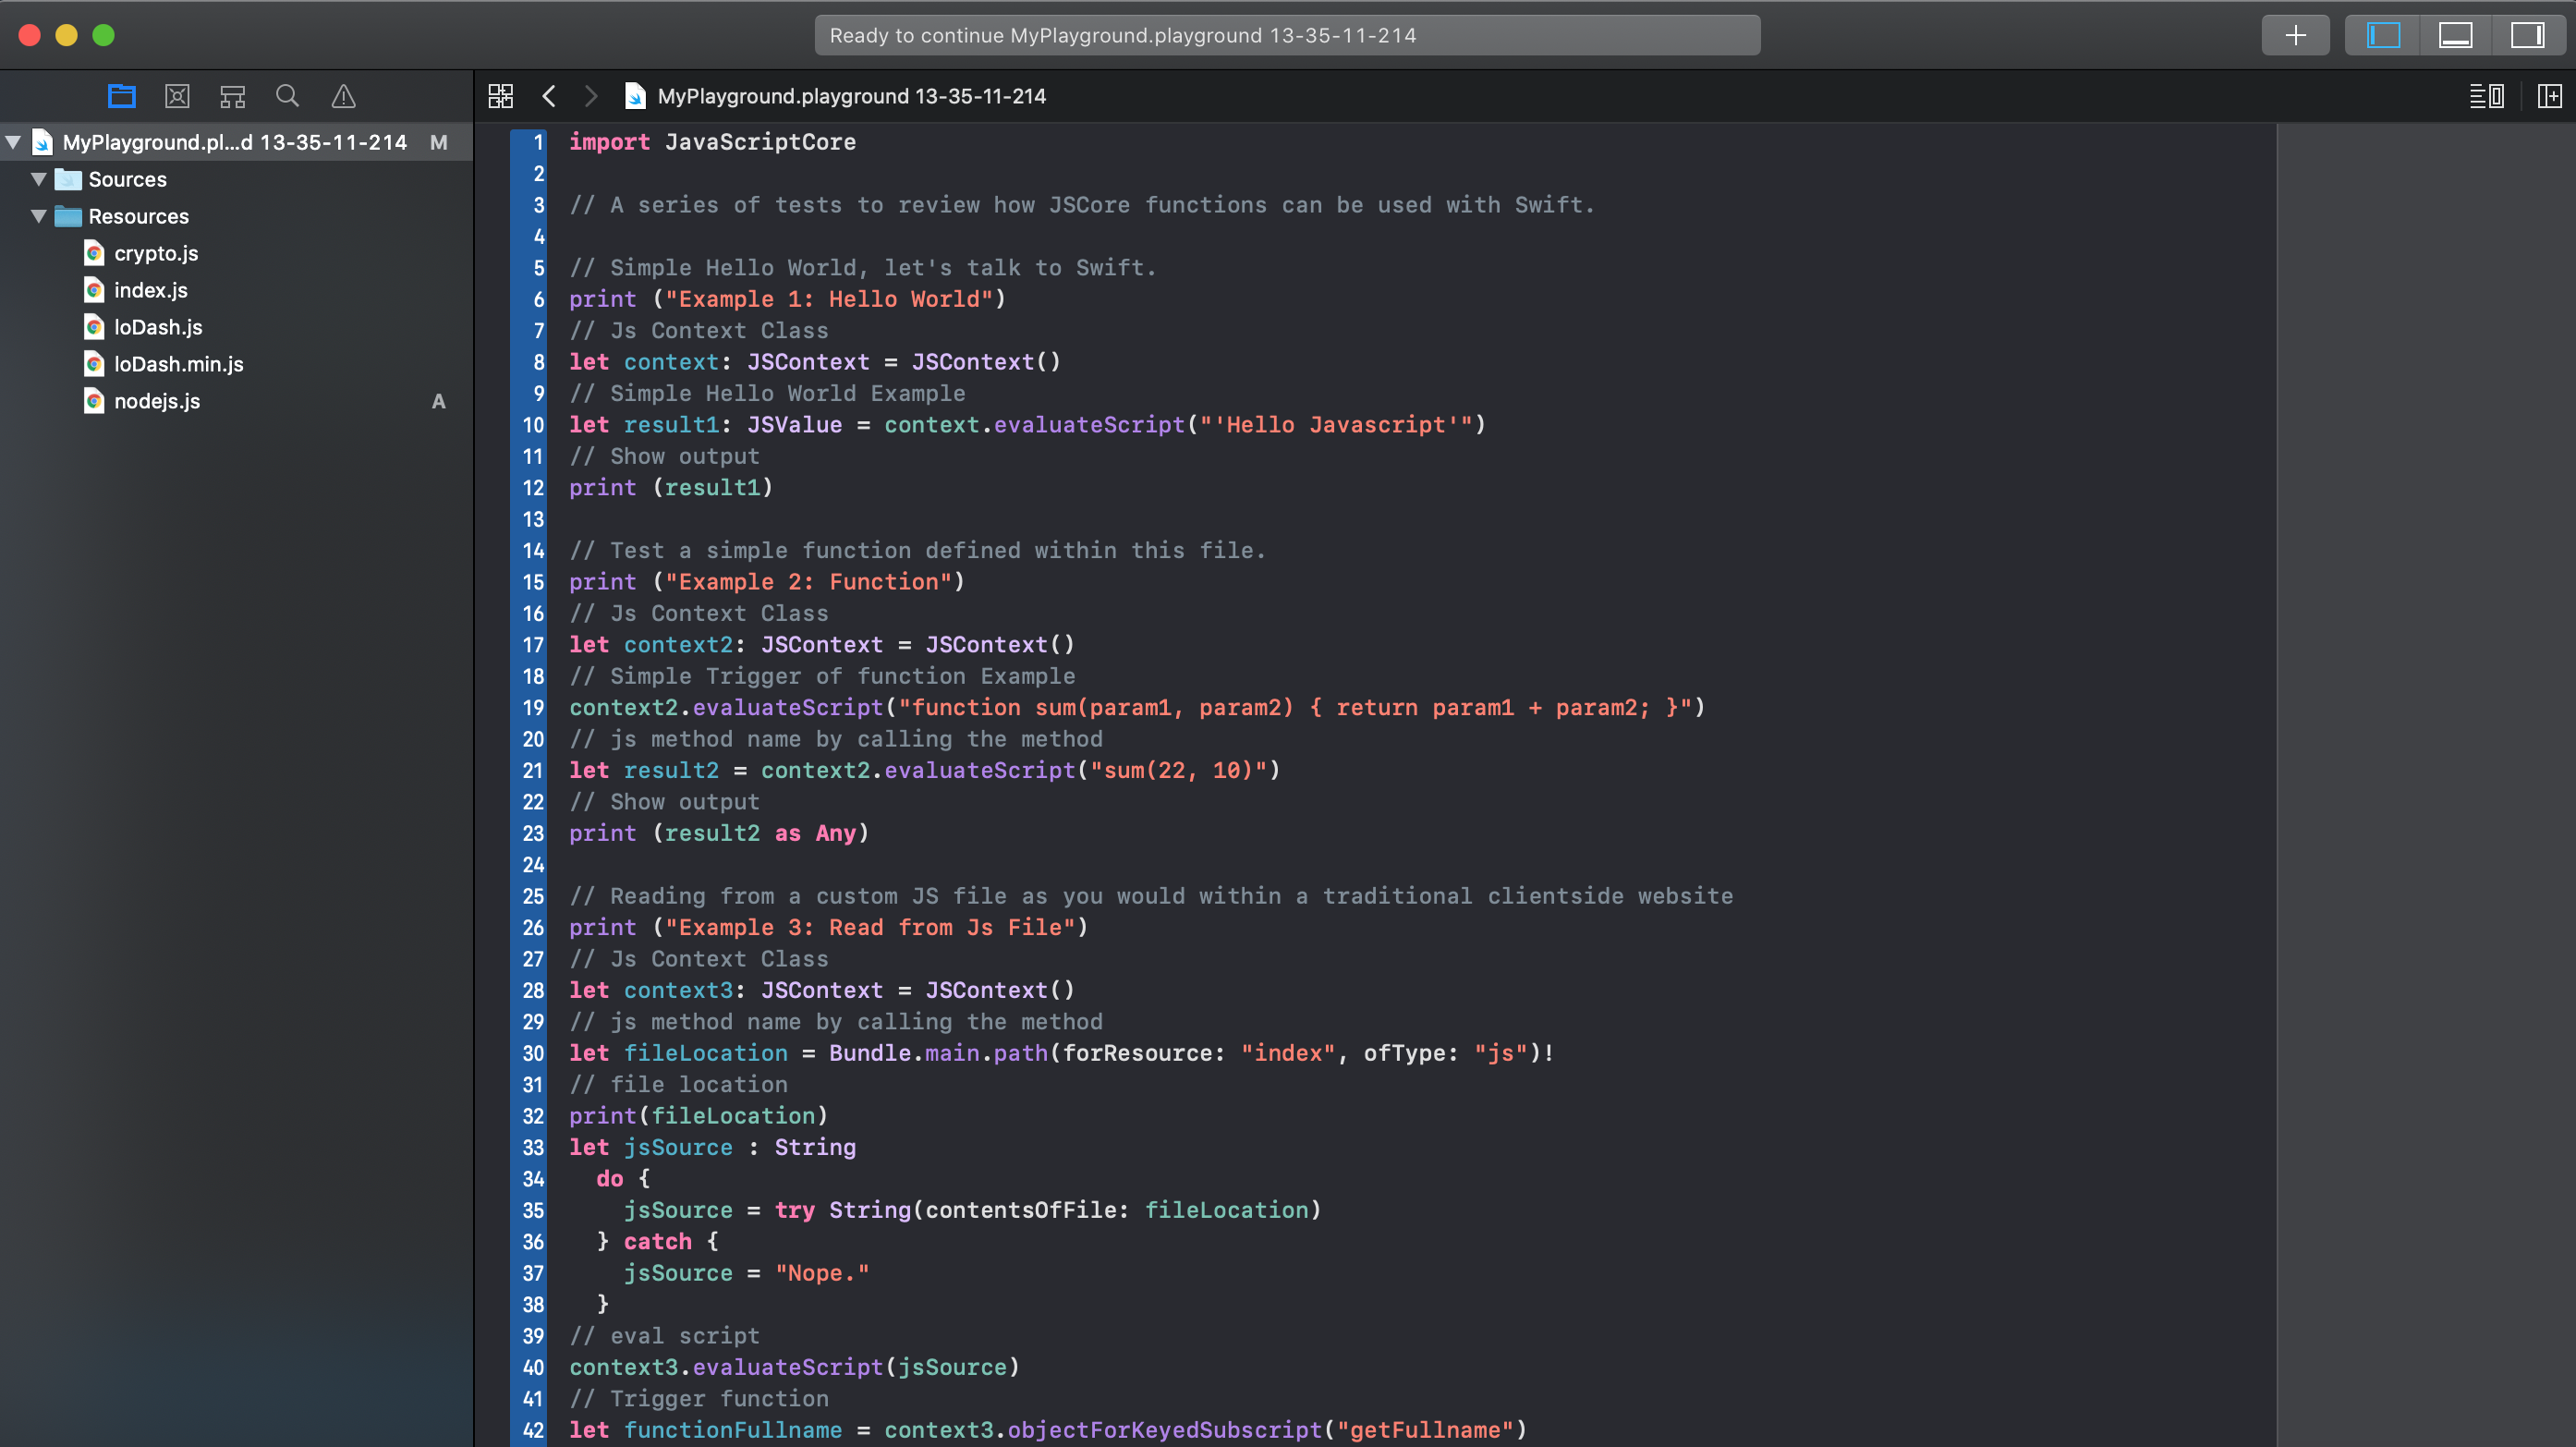 Ready to continue MyPlayground.playground 13-35-11-214
MyPlayground.playground 13-35-11-214
MyPlayground.pl...d 13-35-11-214 M
Sources
Resources
crypto.js
index.js
loDash.js
loDash.min.js
nodejs.js A
1 import JavaScriptCore
2
3 // A series of tests to review how JSCore functions can be used with Swift.
4
5 // Simple Hello World, let's talk to Swift.
6 print ("Example 1: Hello World")
7 // Js Context Class
8 let context: JSContext = JSContext()
9 // Simple Hello World Example
10 let result1: JSValue = context.evaluateScript("'Hello Javascript'")
11 // Show output
12 print (result1)
13
14 // Test a simple function defined within this file.
15 print ("Example 2: Function")
16 // Js Context Class
17 let context2: JSContext = JSContext()
18 // Simple Trigger of function Example
19 context2.evaluateScript("function sum(param1, param2) { return param1 + param2; }")
20 // js method name by calling the method
21 let result2 = context2.evaluateScript("sum(22, 10)")
22 // Show output
23 print (result2 as Any)
24
25 // Reading from a custom JS file as you would within a traditional clientside website
26 print ("Example 3: Read from Js File")
27 // Js Context Class
28 let context3: JSContext = JSContext()
29 // js method name by calling the method
30 let fileLocation = Bundle.main.path(forResource: "index", ofType: "js")!
31 // file location
32 print(fileLocation)
33 let jsSource : String
34 do {
35 jsSource = try String(contentsOfFile: fileLocation)
36 } catch {
37 jsSource = "Nope."
38 }
39 // eval script
40 context3.evaluateScript(jsSource)
41 // Trigger function
42 let functionFullname = context3.objectForKeyedSubscript("getFullname")